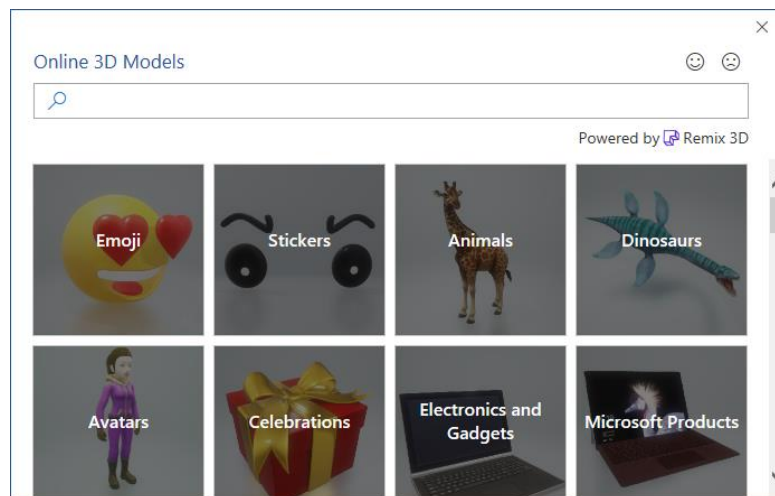 Online 3D Models
Powered by Remix 3D
Emoji
Stickers
Animals
Dinosaurs
Avatars
Celebrations
Electronics and
Gadgets
Microsoft Products